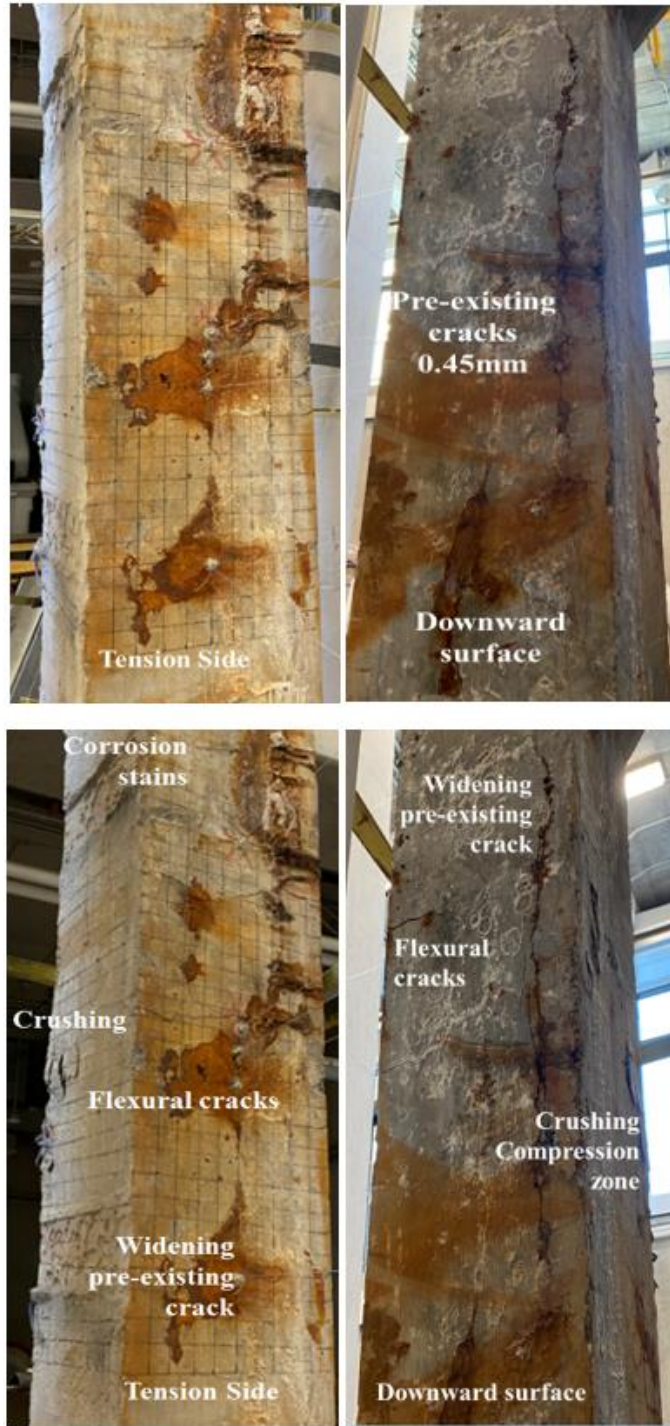 Pre-existing
cracks
0.45mm
Tension Side
Downward
surface
Corrosion
stains
Crushing
Flexural cracks
Widening
pre-existing
crack
Tension Side
Widening
pre-existing
crack
Flexural
cracks
Crushing
Compression
zone
Downward surface